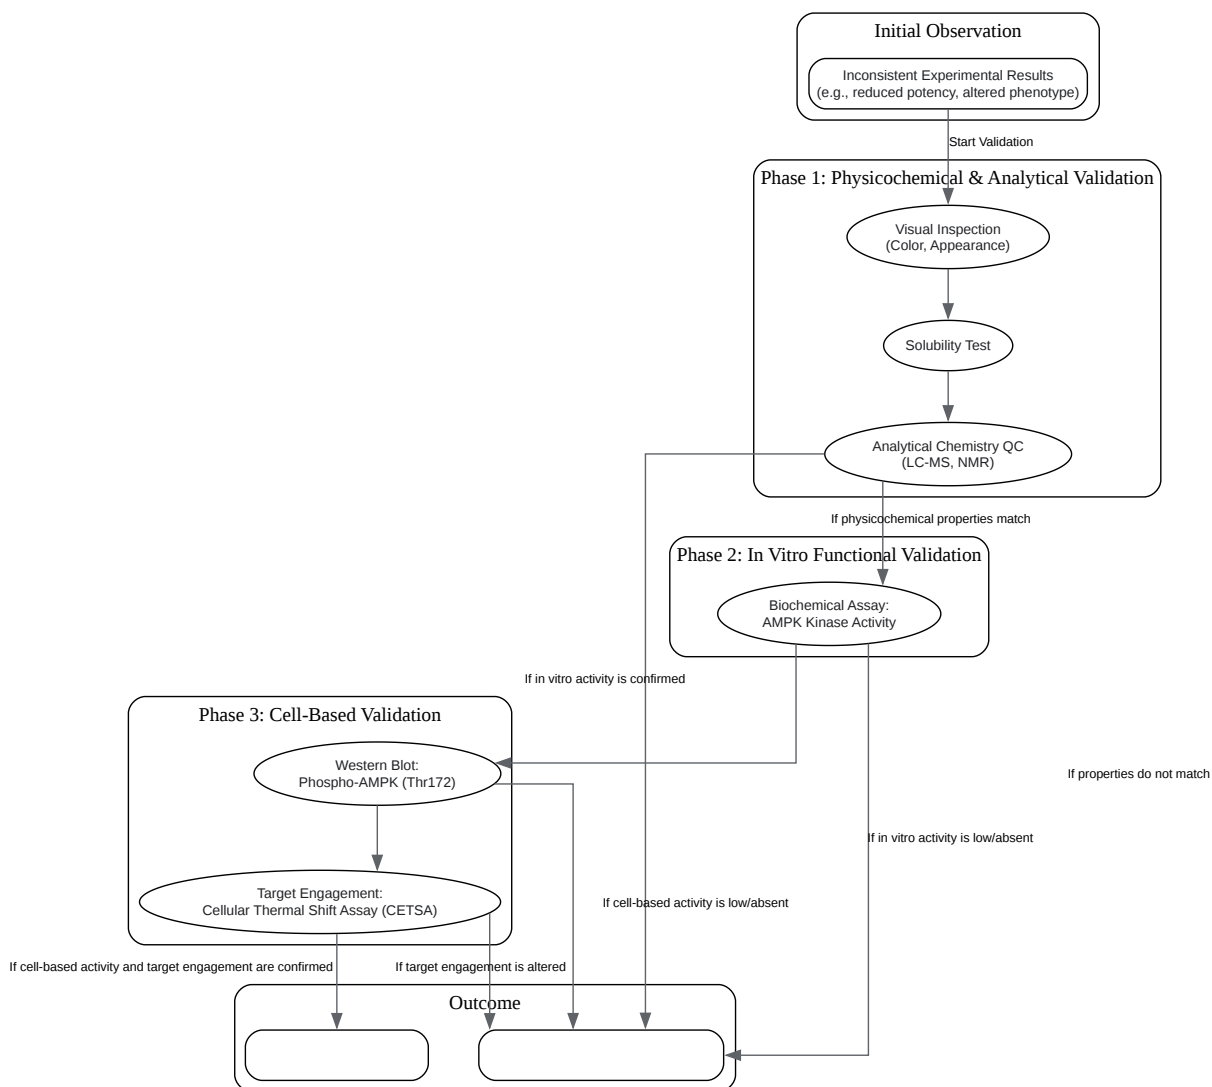 Initial Observation
Inconsistent Experimental Results
(e.g., reduced potency, altered phenotype)
Start Validation
Phase 1: Physicochemical & Analytical Validation
Visual Inspection
(Color, Appearance)
Solubility Test
Analytical Chemistry QC
(LC-MS, NMR)
If physicochemical properties match
Phase 2: In Vitro Functional Validation
Biochemical Assay:
AMPK Kinase Activity
If in vitro activity is confirmed
Phase 3: Cell-Based Validation
Western Blot:
Phospho-AMPK (Thr172)
If properties do not match
If in vitro activity is low/absent
Target Engagement:
Cellular Thermal Shift Assay (CETSA)
If cell-based activity is low/absent
If cell-based activity and target engagement are confirmed
If target engagement is altered
Outcome